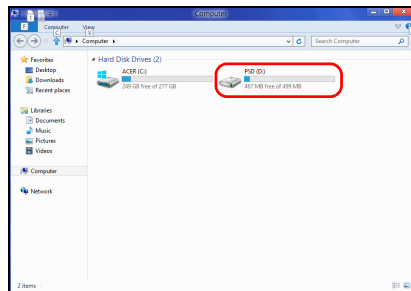 Computer
F
Computer
View
C
V
Computer
Search Computer
Favorites
Desktop
Downloads
Recent places
Libraries
Documents
Music
Pictures
Videos
Computer
Network
Hard Disk Drives (2)
ACER (C:)
249 GB free of 277 GB
PSD (D:)
487 MB free of 499 MB
2 items